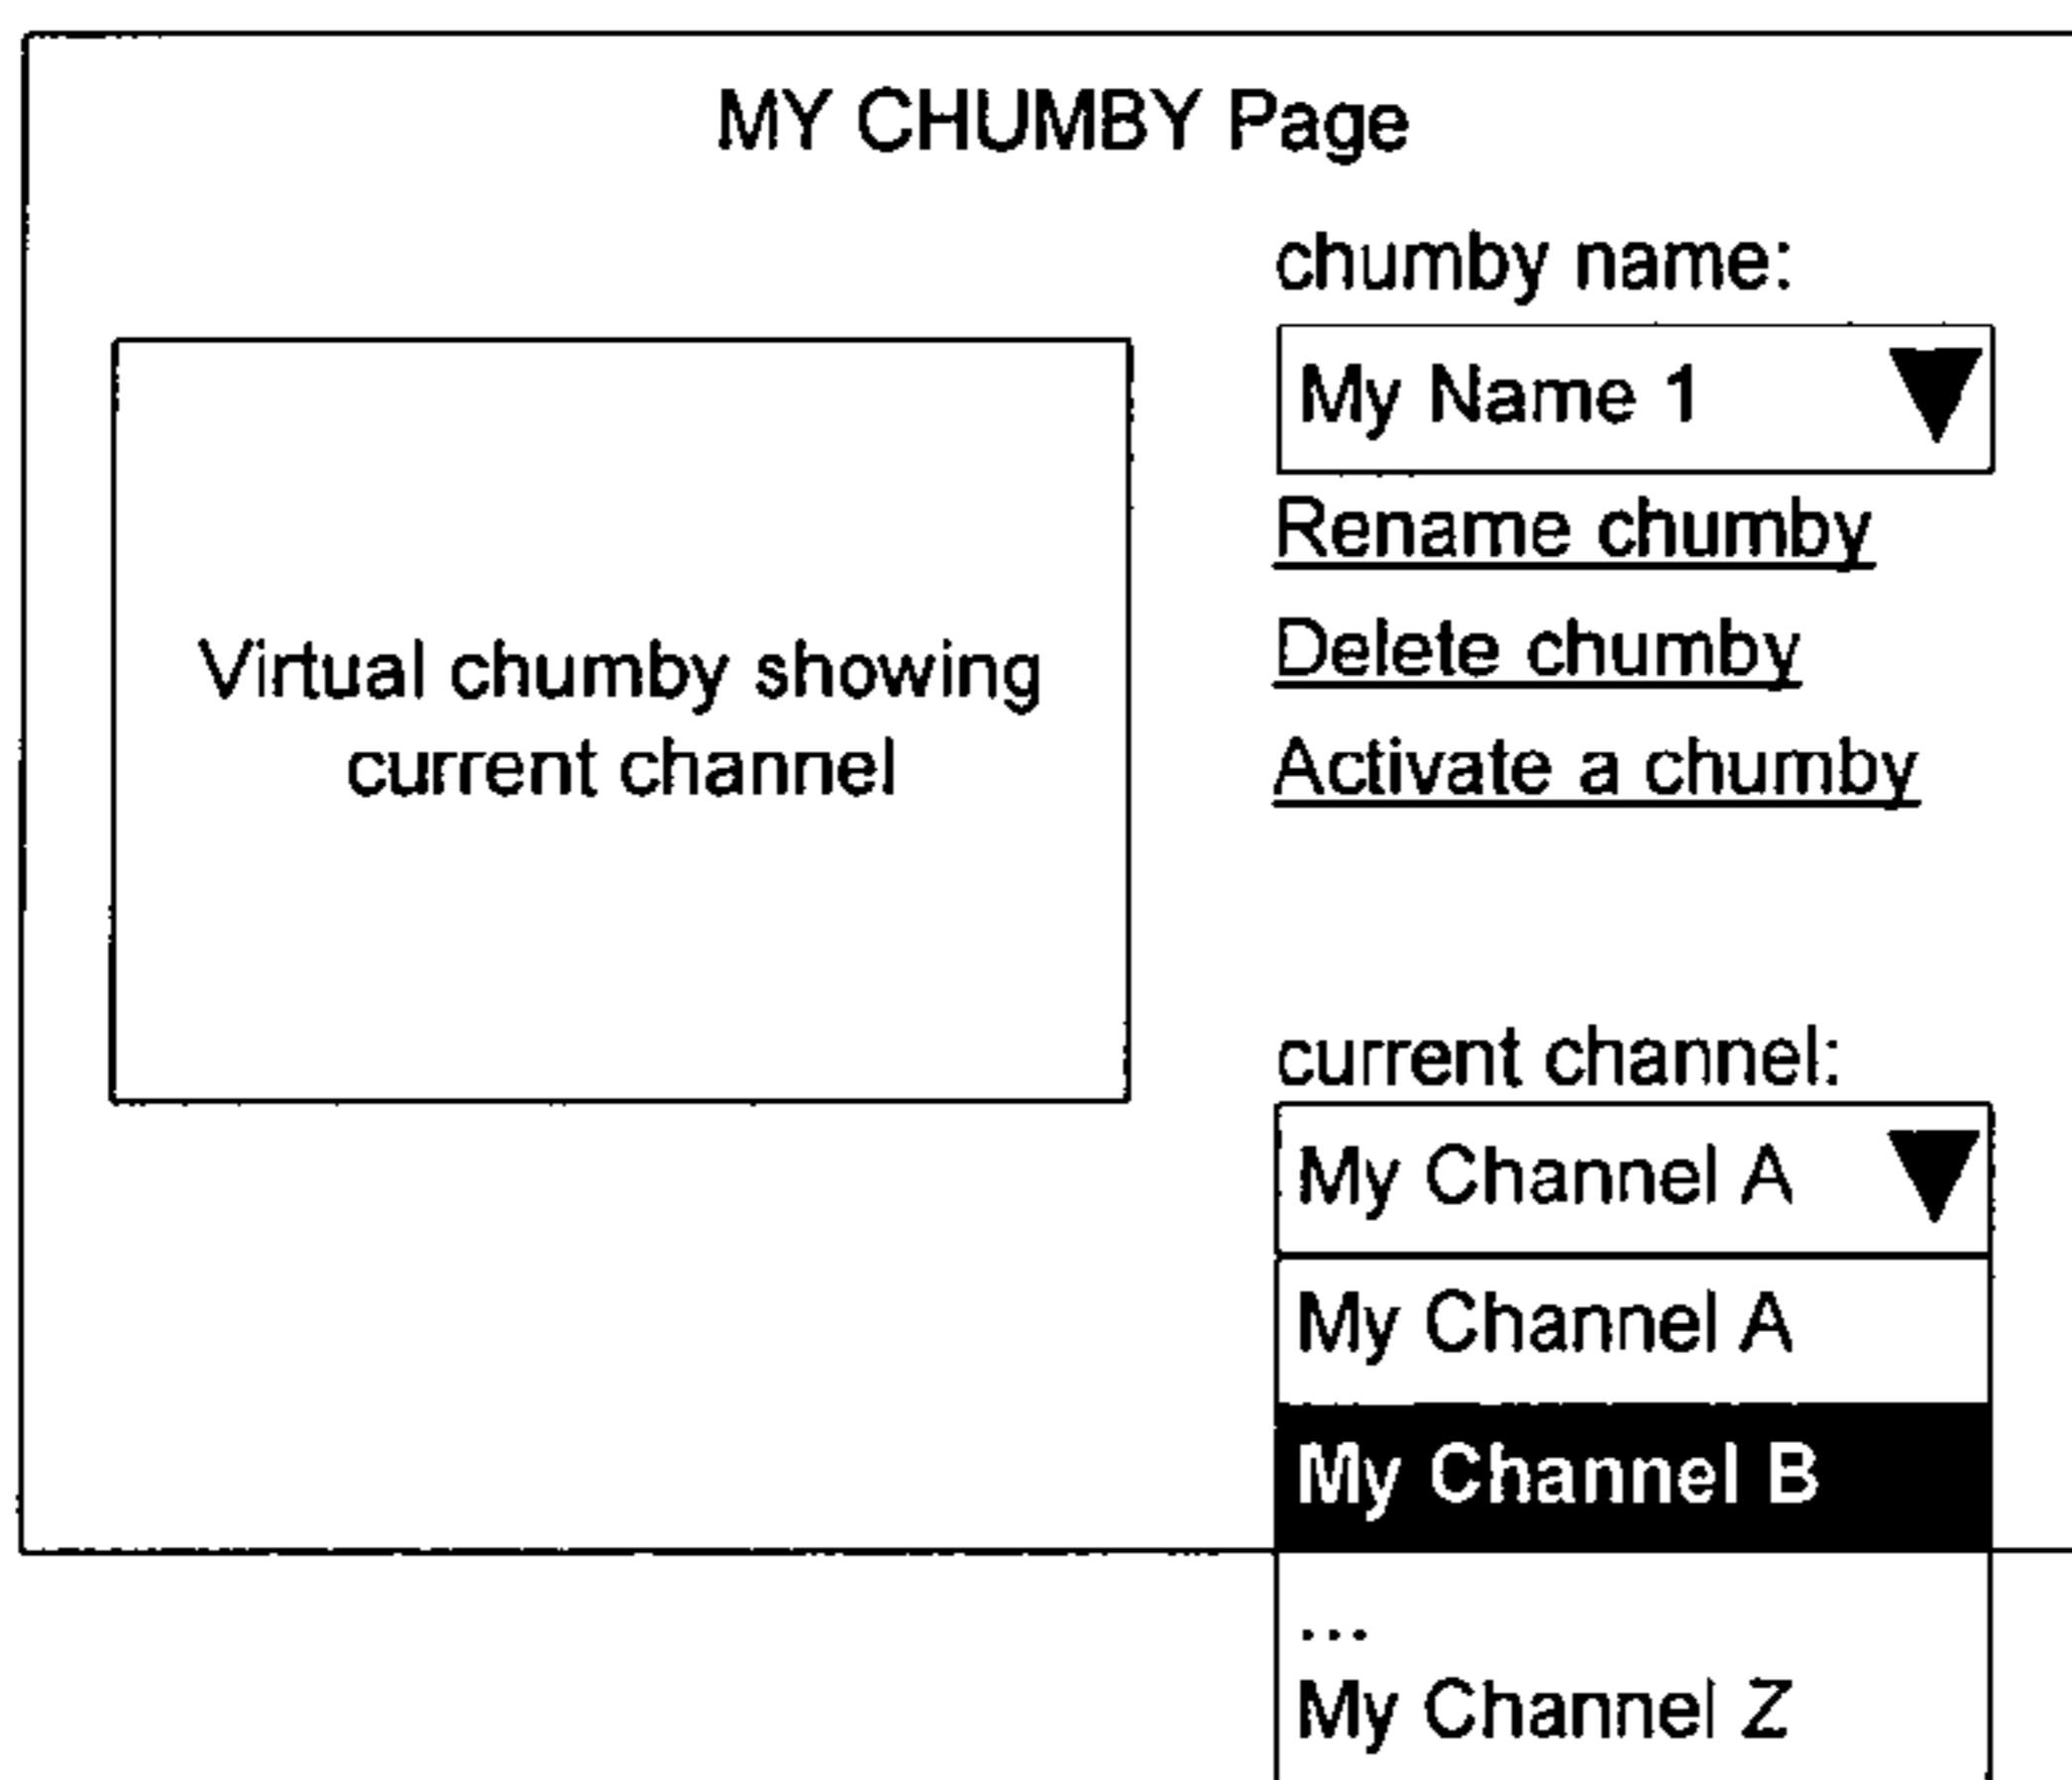 MY CHUMBY Page
chumby name:
My Name 1
Rename chumby
Delete chumby
Activate a chumby
Virtual chumby showing
current channel
current channel:
My Channel A
My Channel A
My Channel B
...
My Channel Z